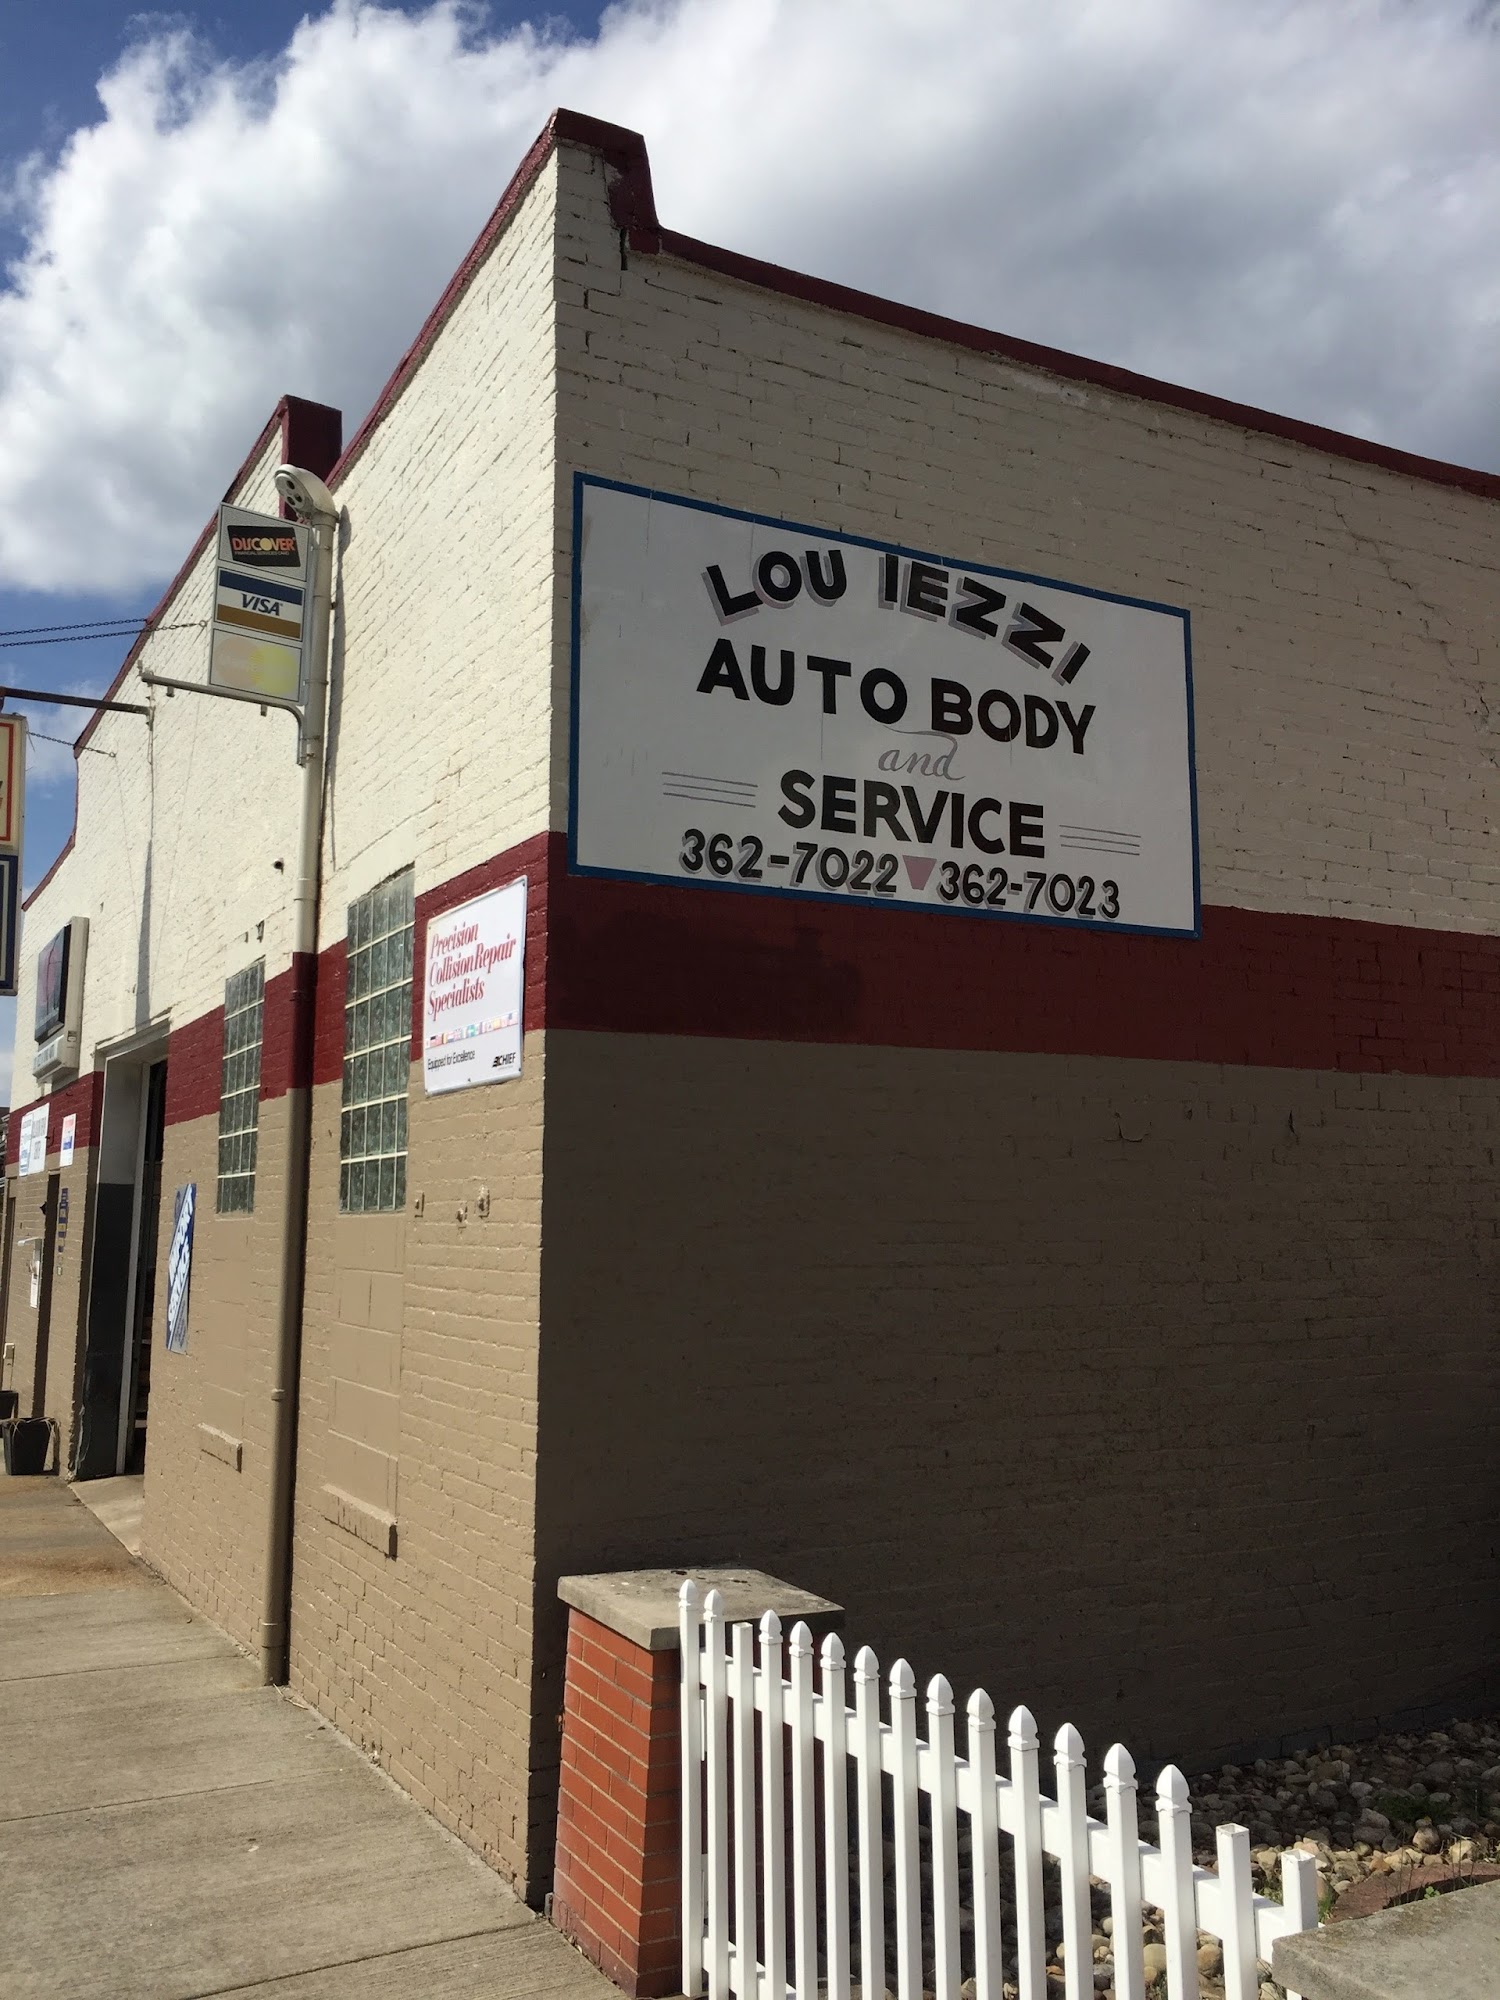 DISCOVER
VISA
LOU IEZZI
AUTO BODY
and
SERVICE
362-7022 362-7023
Precision
Collision Repair
Specialists
Equipped for Excellence
CHIEF